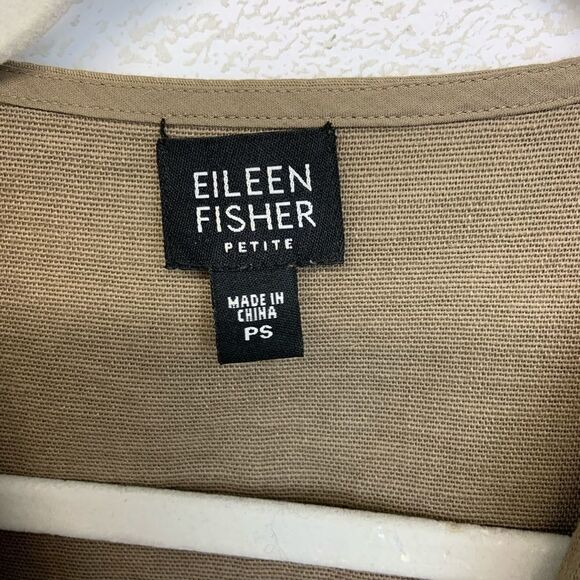 EILEEN
FISHER
PETITE
MADE IN
CHINA
PS